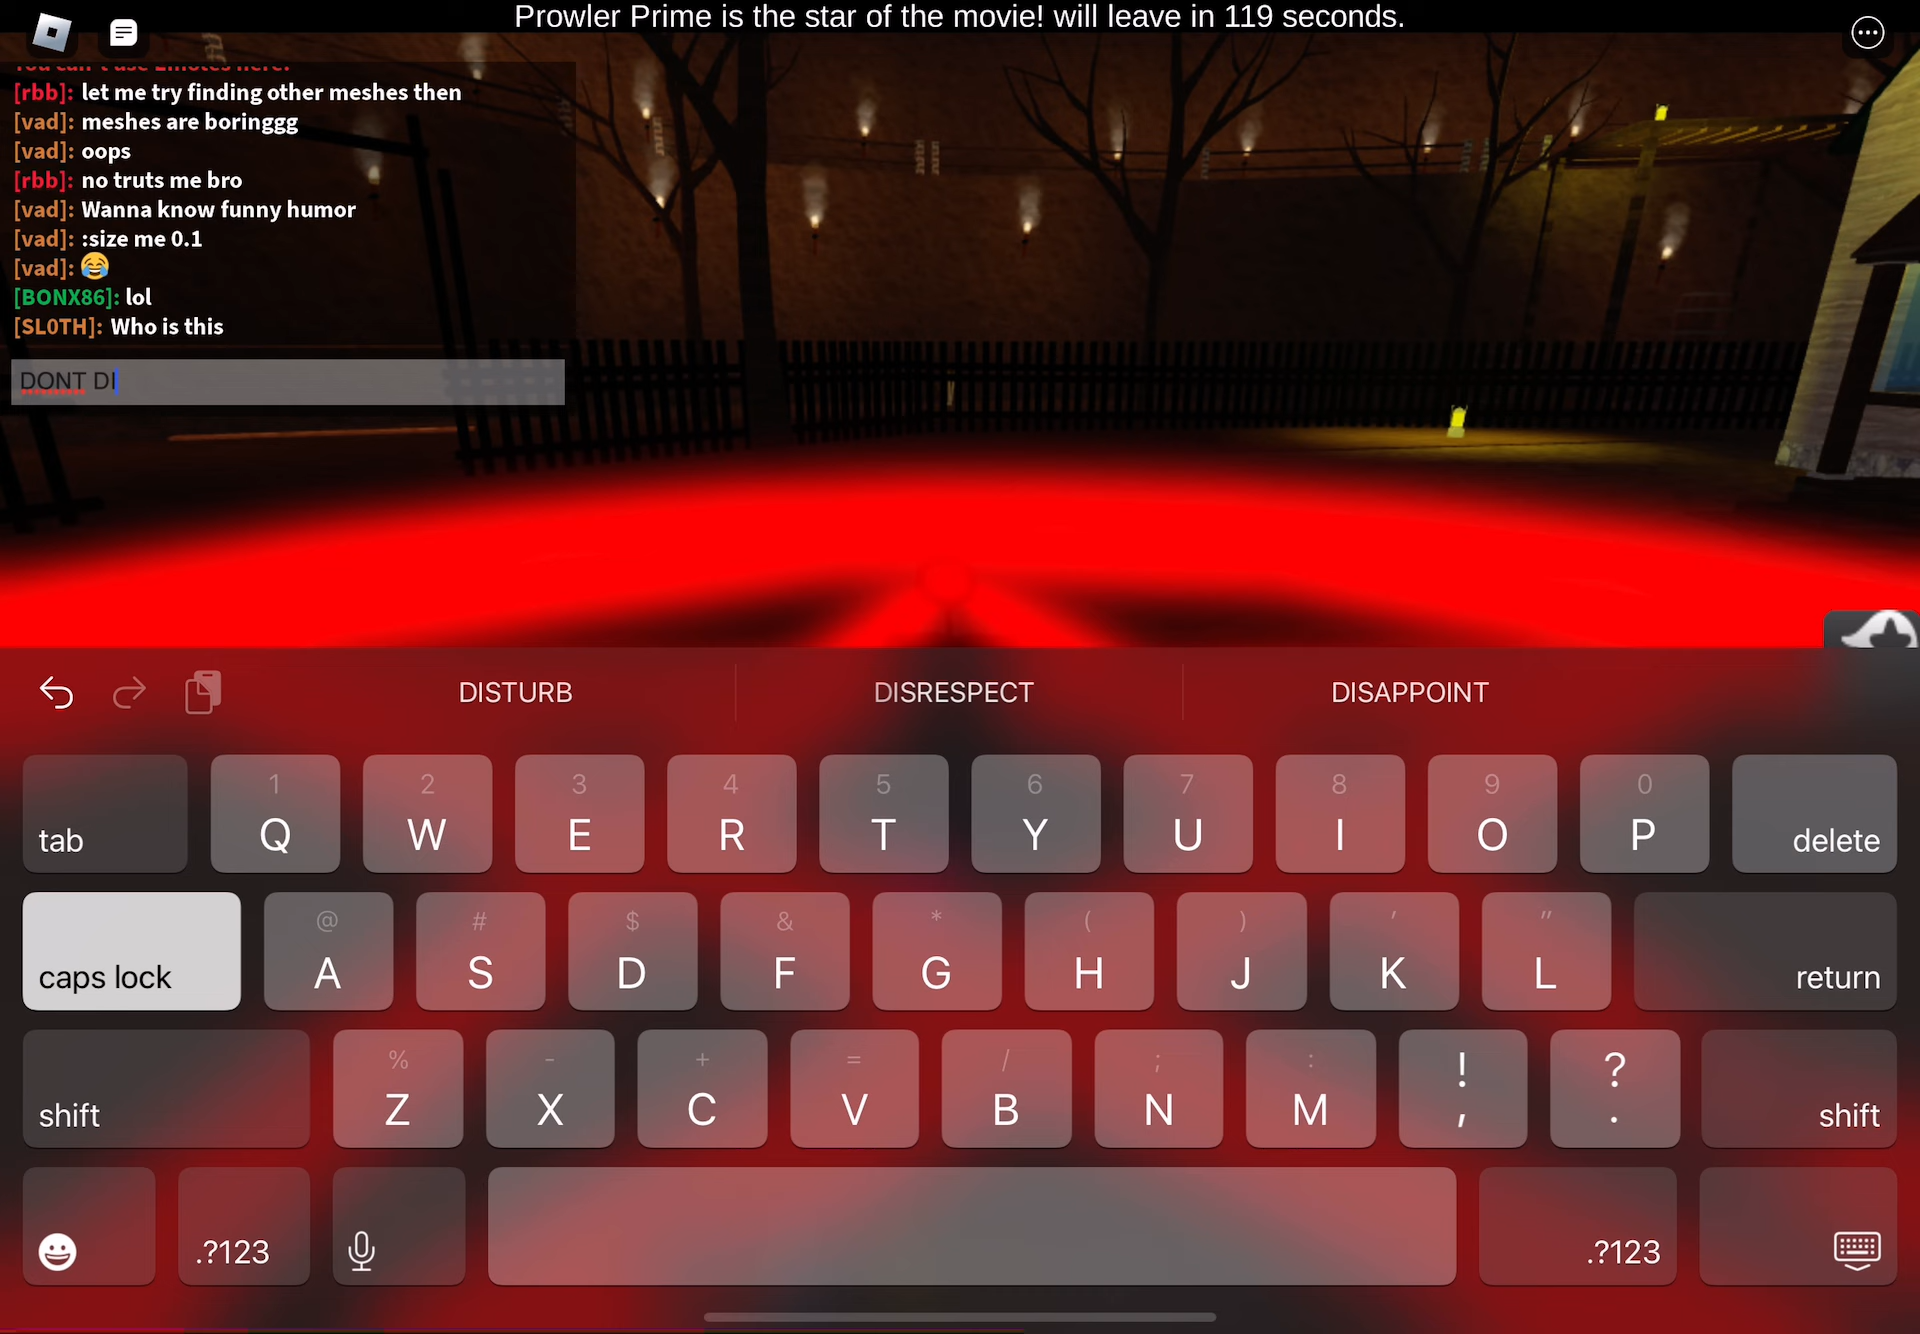 Prowler Prime is the star of the movie! will leave in 119 seconds.
[rbb]: let me try finding other meshes then
[vad]: meshes are boringgg
[vad]: oops
[rbb]: no truts me bro
[vad]: Wanna know funny humor
[vad]: :size me 0.1
[vad]: 😂
[BONX86]: lol
[SL0TH]: Who is this
DONT DI
DISTURB DISRESPECT DISAPPOINT
1 2 3 4 5 6 7 8 9 0
tab Q W E R T Y U I O P delete
@ # $ & * ( ) ' "
caps lock A S D F G H J K L return
% - + = / ; : ! ?
shift Z X C V B N M , . shift
.?123 .?123